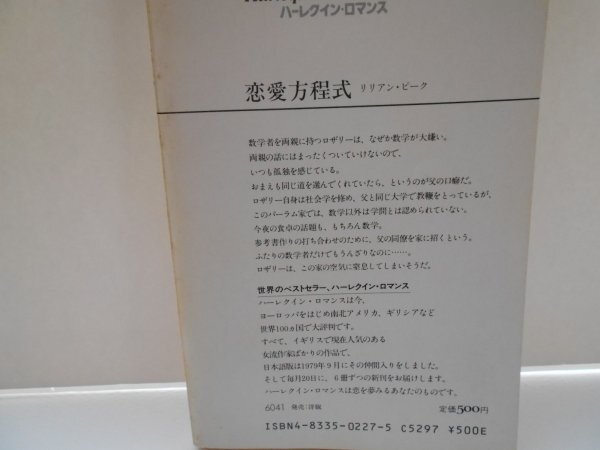 ハーレクイン・ロマンス
恋愛方程式 リリアン・ピーク
数学者を両親に持つロザリーは、なぜか数学が大嫌い。
両親の話にはまったくついていけないので、
いつも孤独を感じている。
おまえも同じ道を選んでくれていたら、というのが父の口癖だ。
ロザリー自身は社会学を修め、父と同じ大学で教鞭をとっているが、
このパーラム家では、数学以外は学問とは認められていない。
今夜の食卓の話題も、もちろん数学。
参考書作りの打ち合わせのために、父の同僚を家に招くという。
ふたりの数学者だけでもうんざりなのに……。
ロザリーは、この家の空気に窒息してしまいそうだ。
世界のベストセラー、ハーレクイン・ロマンス
ハーレクイン・ロマンスは今、
ヨーロッパをはじめ南北アメリカ、ギリシアなど
世界100ヵ国で大評判です。
すべて、イギリスで現在人気のある
女流作家ばかりの作品で、
日本語版は1979年9月にその仲間入りをしました。
そして毎月20日に、6冊ずつの新刊をお届けします。
ハーレクイン・ロマンスは恋を夢みるあなたのものです。
6041 発売:洋販 定価500円
ISBN4-8335-0227-5 C5297 ¥500E